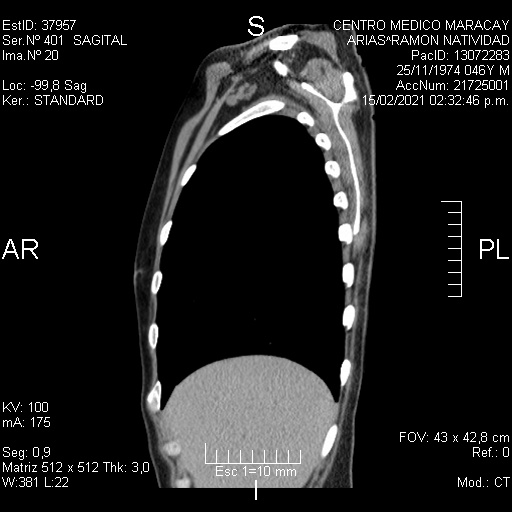 EstID: 37957
Ser.Nº 401 SAGITAL
Ima.Nº 20
Loc: -99,8 Sag
Ker.: STANDARD
S
CENTRO MEDICO MARACAY
ARIAS^RAMON NATIVIDAD
PacID: 13072283
25/11/1974 046Y M
AccNum: 21725001
15/02/2021 02:32:46 p.m.
AR
PL
KV: 100
mA: 175
Seg: 0,9
Matriz 512 x 512 Thk: 3,0
W:381 L:22
Esc 1=10 mm
I
FOV: 43 x 42,8 cm
Ref.: 0
Mod.: CT